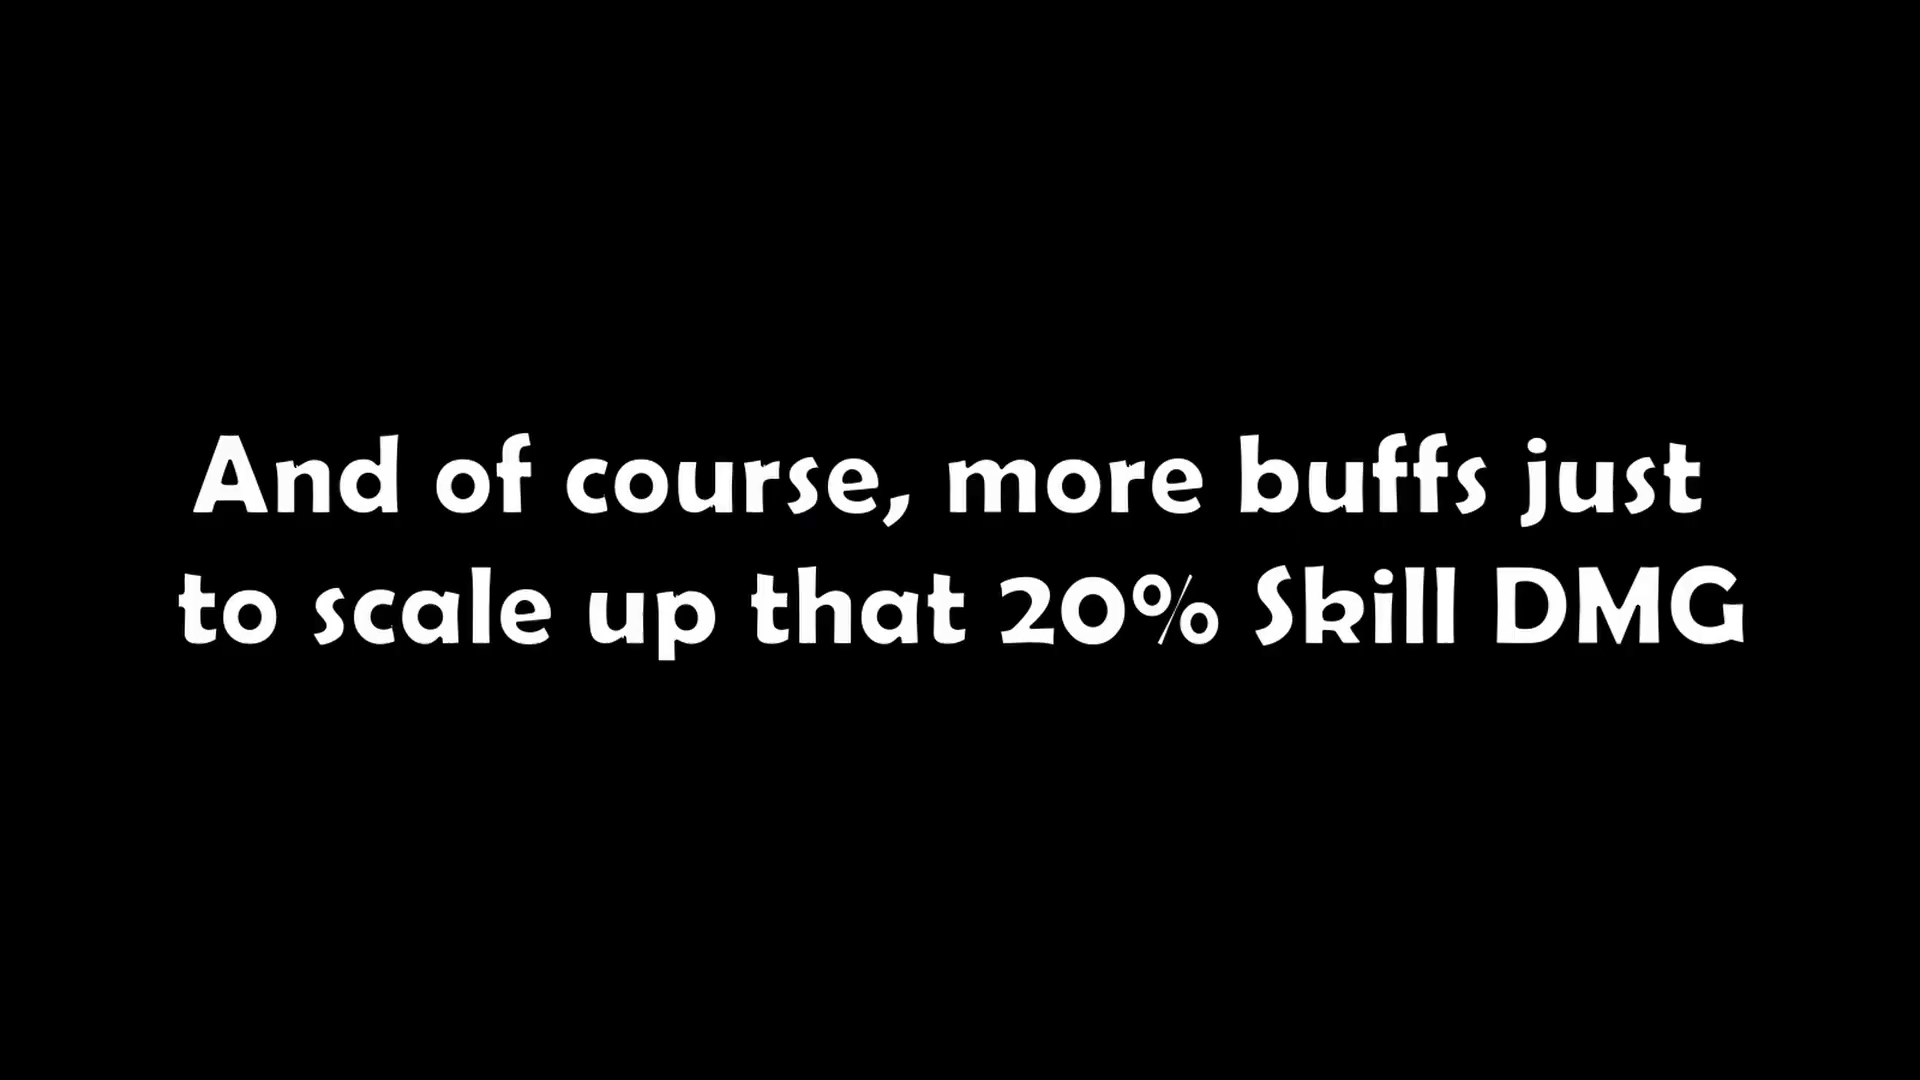 And of course, more buffs just
to scale up that 20% Skill DMG